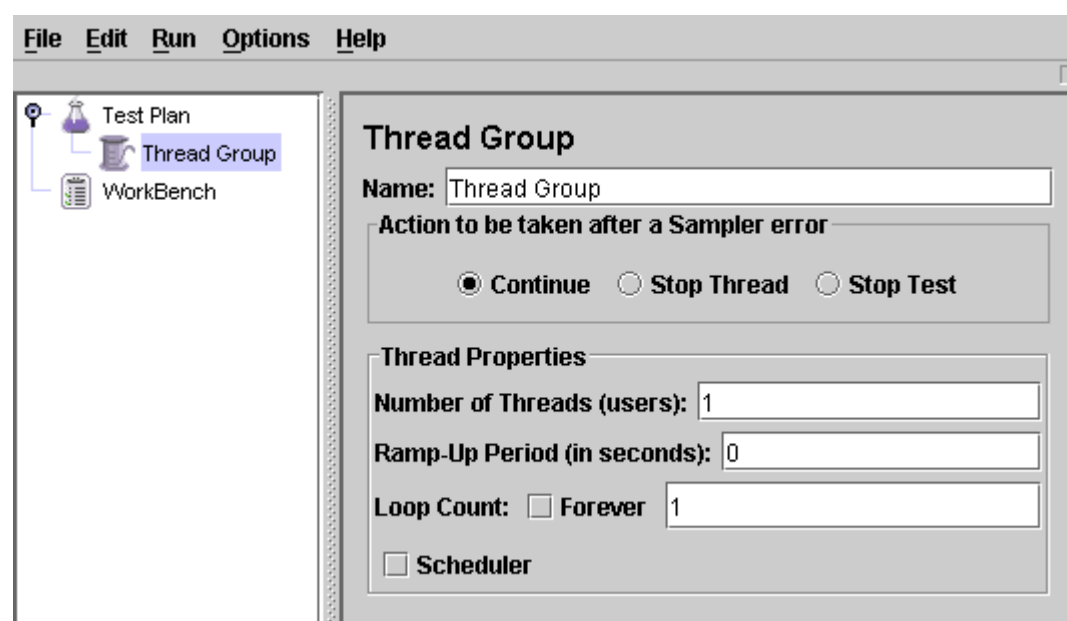 File Edit Run Options Help
Test Plan
Thread Group
WorkBench
Thread Group
Name: Thread Group
Action to be taken after a Sampler error
Continue Stop Thread Stop Test
Thread Properties
Number of Threads (users): 1
Ramp-Up Period (in seconds): 0
Loop Count: Forever 1
Scheduler